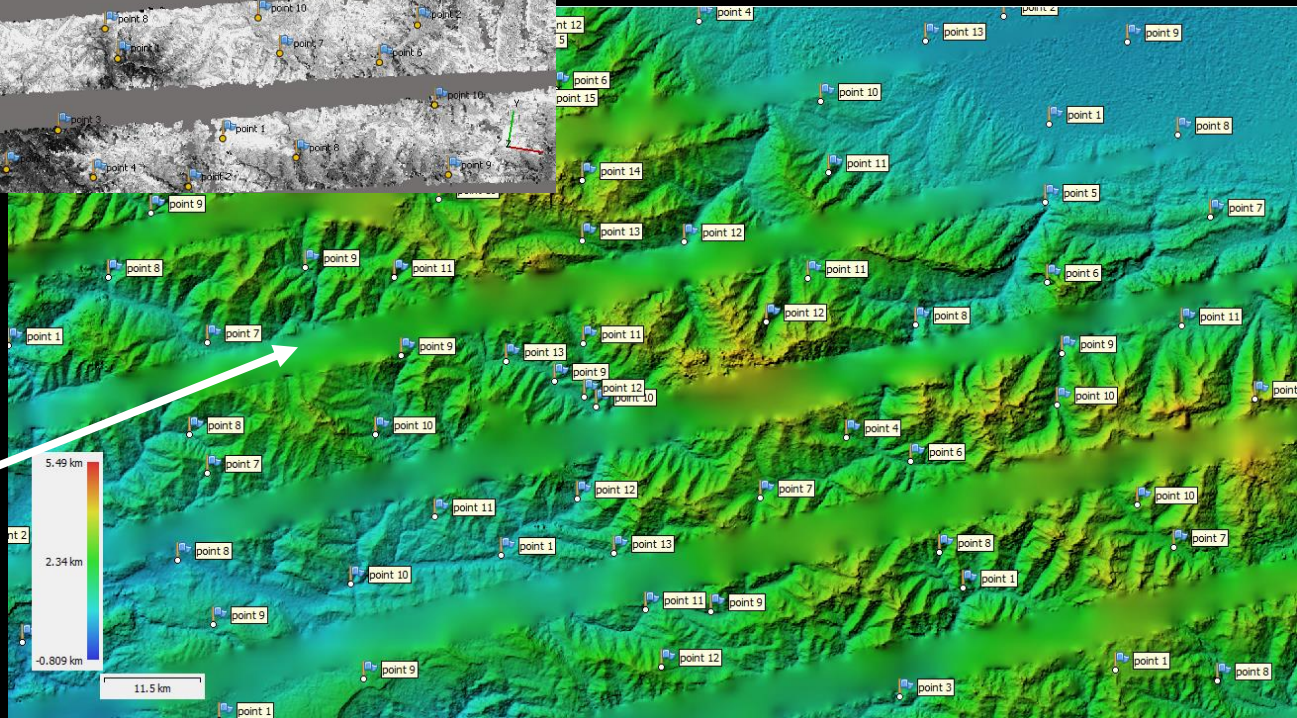 point 8
point 10
point 2
point 1
point 7
point 6
point 10
point 3
point 1
point 8
point 4
point 2
point 9
Y
Z
nt 12
5
point 4
point 2
point 13
point 9
point 6
point 15
point 10
point 1
point 8
point 14
point 11
point 5
point 7
point 9
point 13
point 12
point 8
point 9
point 11
point 11
point 6
point 1
point 7
point 11
point 12
point 8
point 11
point 9
point 13
point 9
point 9
point 12
point 10
point 10
point
point 8
point 10
point 4
point 6
point 7
5.49 km
point 12
point 7
point 10
point 11
nt 2
point 8
point 1
point 13
point 8
point 7
2.34 km
point 10
point 1
point 9
point 11
point 9
-0.809 km
point 9
point 12
point 1
point 8
11.5 km
point 3
point 1